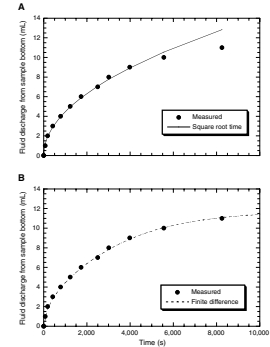 A
Fluid discharge from sample bottom (mL)
14
12
10
8
6
4
2
0
Measured
Square root time
B
Fluid discharge from sample bottom (mL)
14
12
10
8
6
4
2
0
Measured
Finite difference
0 2,000 4,000 6,000 8,000 10,000
Time (s)